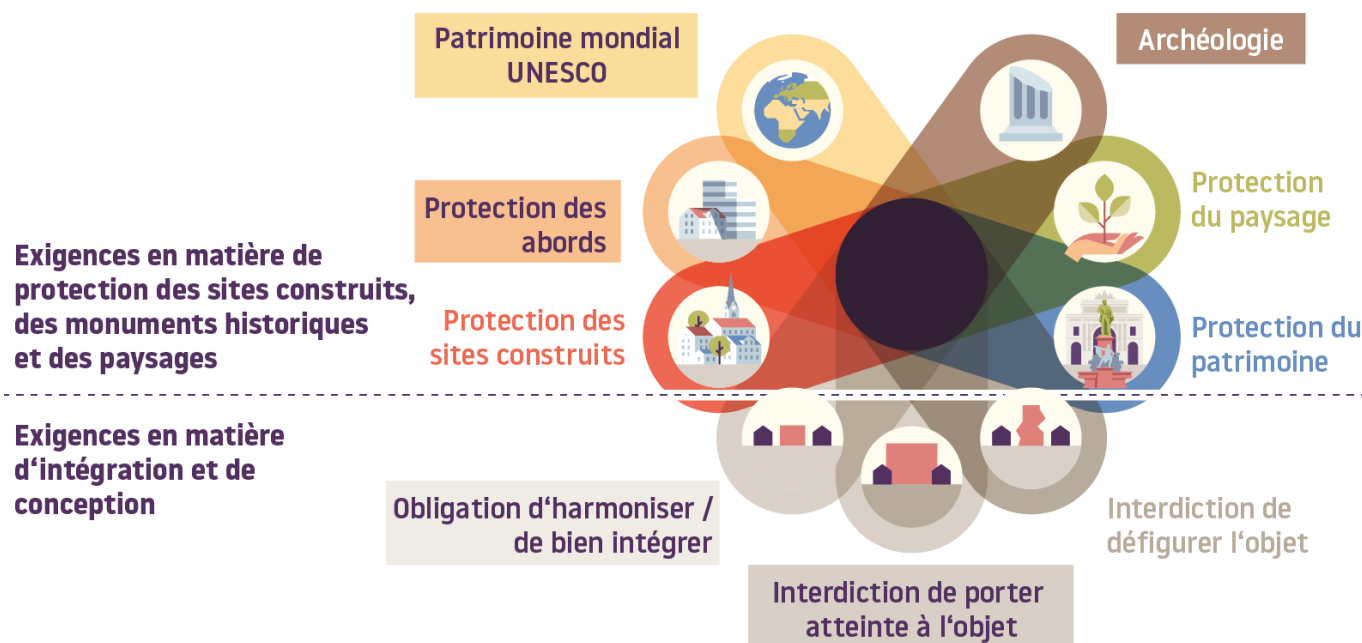 Patrimoine mondial
UNESCO
Archéologie
Protection des
abords
Protection
du paysage
Exigences en matière de
protection des sites construits,
des monuments historiques
et des paysages
Protection des
sites construits
Protection du
patrimoine
Exigences en matière
d‘intégration et de
conception
Obligation d‘harmoniser /
de bien intégrer
Interdiction de
défigurer l‘objet
Interdiction de porter
atteinte à l‘objet